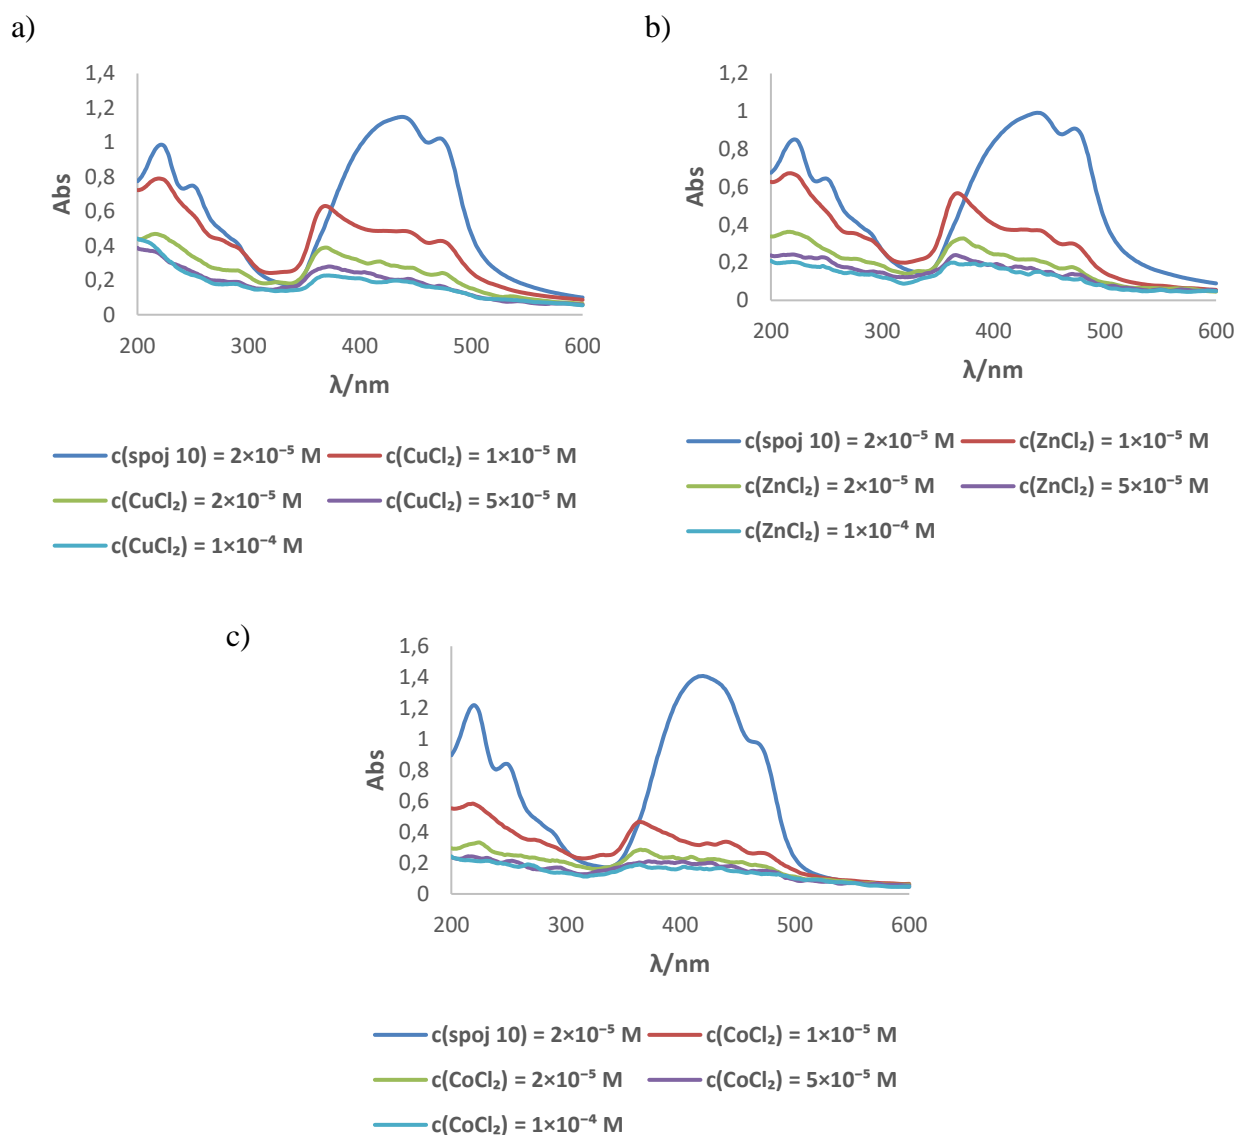 a)
1,4
1,2
1
0,8
0,6
0,4
0,2
0
Abs
200 300 400 500 600
λ/nm
c(spoj 10) = 2×10⁻⁵ M c(CuCl₂) = 1×10⁻⁵ M
c(CuCl₂) = 2×10⁻⁵ M c(CuCl₂) = 5×10⁻⁵ M
c(CuCl₂) = 1×10⁻⁴ M
b)
1,2
1
0,8
0,6
0,4
0,2
0
Abs
200 300 400 500 600
λ/nm
c(spoj 10) = 2×10⁻⁵ M c(ZnCl₂) = 1×10⁻⁵ M
c(ZnCl₂) = 2×10⁻⁵ M c(ZnCl₂) = 5×10⁻⁵ M
c(ZnCl₂) = 1×10⁻⁴ M
c)
1,6
1,4
1,2
1
0,8
0,6
0,4
0,2
0
Abs
200 300 400 500 600
λ/nm
c(spoj 10) = 2×10⁻⁵ M c(CoCl₂) = 1×10⁻⁵ M
c(CoCl₂) = 2×10⁻⁵ M c(CoCl₂) = 5×10⁻⁵ M
c(CoCl₂) = 1×10⁻⁴ M